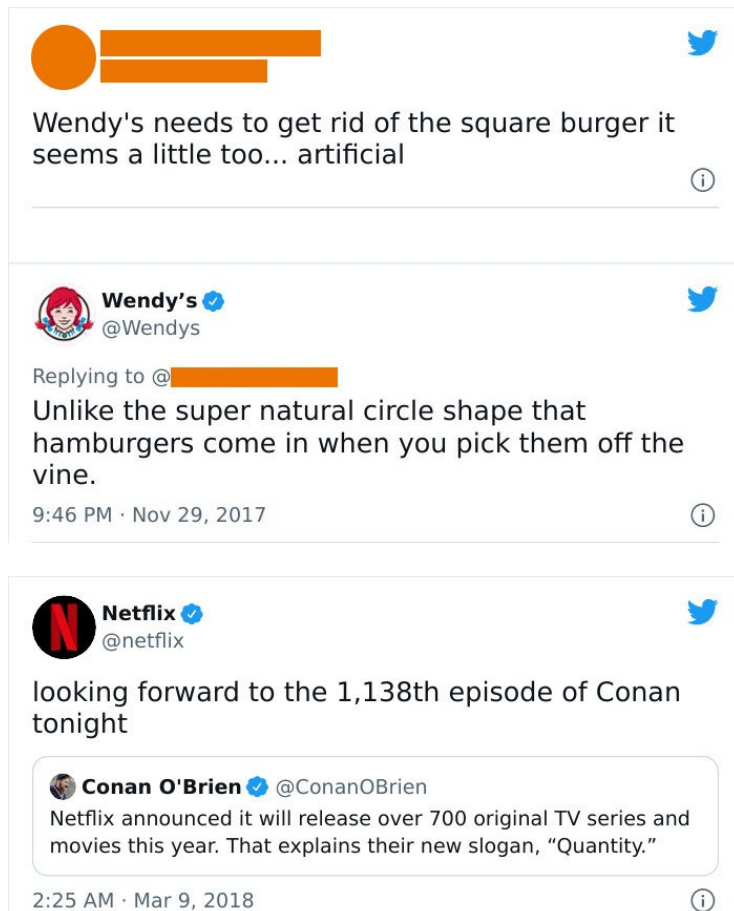 Wendy's needs to get rid of the square burger it
seems a little too... artificial
Wendy's
@Wendys
Replying to @
Unlike the super natural circle shape that
hamburgers come in when you pick them off the
vine.
9:46 PM · Nov 29, 2017
N
Netflix
@netflix
looking forward to the 1,138th episode of Conan
tonight
Conan O'Brien @ConanOBrien
Netflix announced it will release over 700 original TV series and
movies this year. That explains their new slogan, “Quantity.”
2:25 AM · Mar 9, 2018